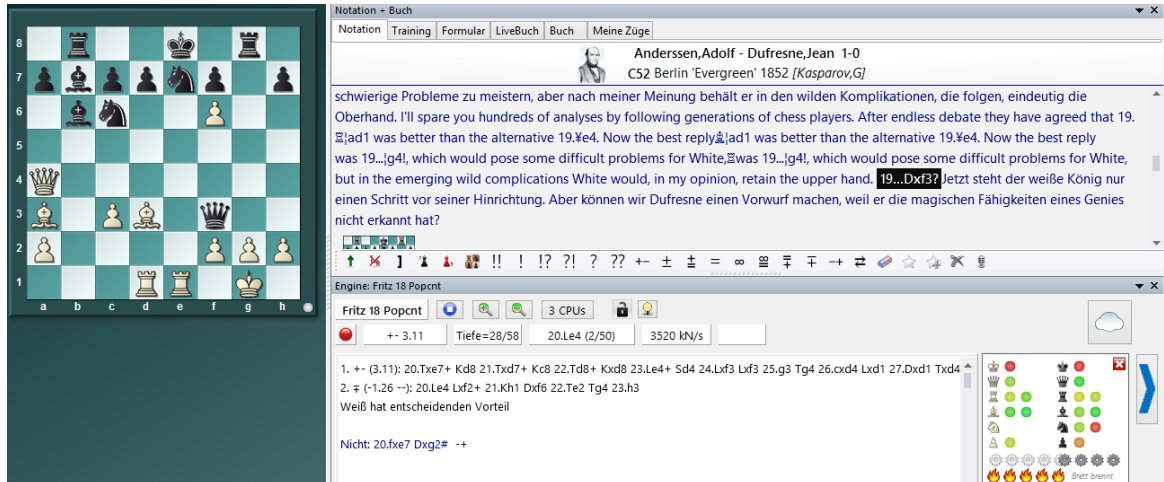 Notation + Buch
Notation Training Formular LiveBuch Buch Meine Züge
Anderssen,Adolf - Dufresne,Jean 1-0
C52 Berlin 'Evergreen' 1852 [Kasparov,G]
schwierige Probleme zu meistern, aber nach meiner Meinung behält er in den wilden Komplikationen, die folgen, eindeutig die
Oberhand. I'll spare you hundreds of analyses by following generations of chess players. After endless debate they have agreed that 19.
♖¦ad1 was better than the alternative 19.¥e4. Now the best reply♗¦ad1 was better than the alternative 19.¥e4. Now the best reply
was 19...¦g4!, which would pose some difficult problems for White,♖was 19...¦g4!, which would pose some difficult problems for White,
but in the emerging wild complications White would, in my opinion, retain the upper hand. 19...Dxf3? Jetzt steht der weiße König nur
einen Schritt vor seiner Hinrichtung. Aber können wir Dufresne einen Vorwurf machen, weil er die magischen Fähigkeiten eines Genies
nicht erkannt hat?
!! ! !? ?! ? ?? +− ± ⩲ = ∞ ⩱ ∓ −+
8
7
6
5
4
3
2
1
a b c d e f g h
Engine: Fritz 18 Popcnt
Fritz 18 Popcnt 3 CPUs
+- 3.11 Tiefe=28/58 20.Le4 (2/50) 3520 kN/s
1. +- (3.11): 20.Txe7+ Kd8 21.Txd7+ Kc8 22.Td8+ Kxd8 23.Le4+ Sd4 24.Lxf3 Lxf3 25.g3 Tg4 26.cxd4 Lxd1 27.Dxd1 Txd4
2. ∓ (-1.26 --): 20.Le4 Lxf2+ 21.Kh1 Dxf6 22.Te2 Tg4 23.h3
Weiß hat entscheidenden Vorteil
Nicht: 20.fxe7 Dxg2# -+
Brett brennt